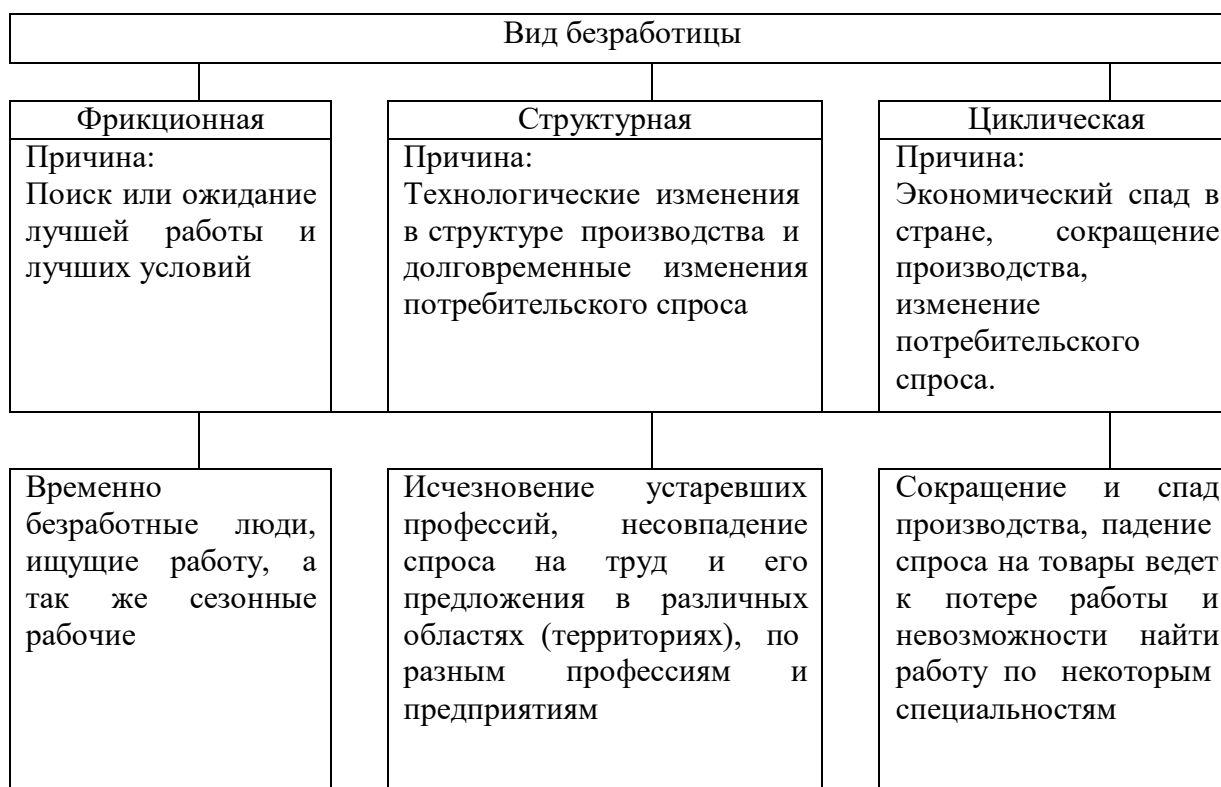 Вид безработицы
Фрикционная
Причина:
Поиск или ожидание
лучшей работы и
лучших условий
Структурная
Причина:
Технологические изменения
в структуре производства и
долговременные изменения
потребительского спроса
Циклическая
Причина:
Экономический спад в
стране, сокращение
производства,
изменение
потребительского
спроса.
Временно
безработные люди,
ищущие работу, а
так же сезонные
рабочие
Исчезновение устаревших
профессий, несовпадение
спроса на труд и его
предложения в различных
областях (территориях), по
разным профессиям и
предприятиям
Сокращение и спад
производства, падение
спроса на товары ведет
к потере работы и
невозможности найти
работу по некоторым
специальностям